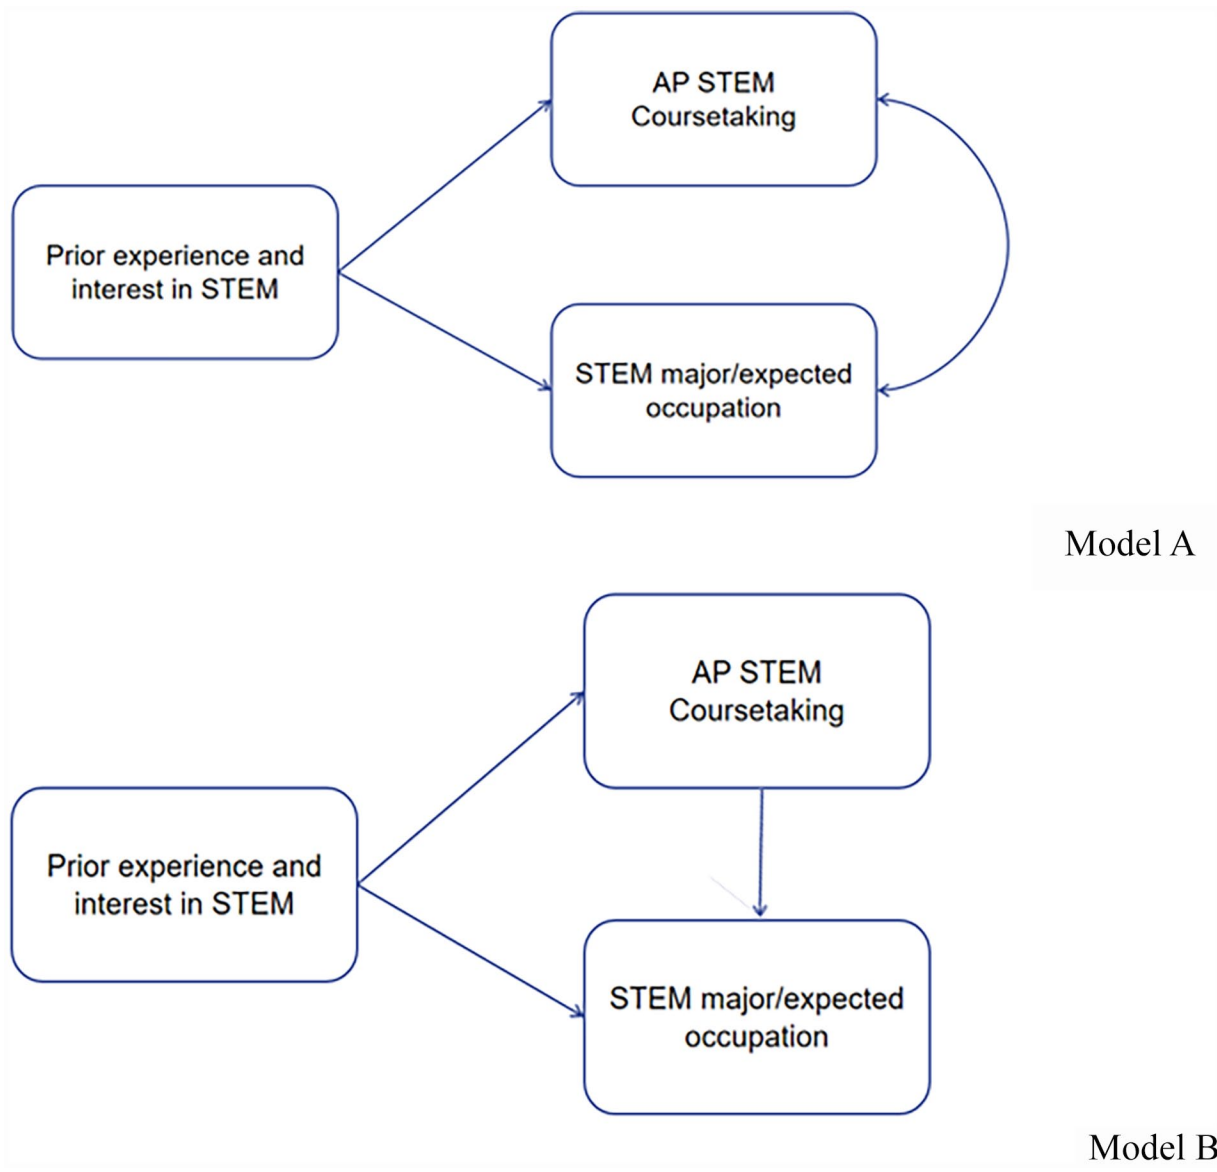 AP STEM
Coursetaking
Prior experience and
interest in STEM
STEM major/expected
occupation
Model A
AP STEM
Coursetaking
Prior experience and
interest in STEM
STEM major/expected
occupation
Model B